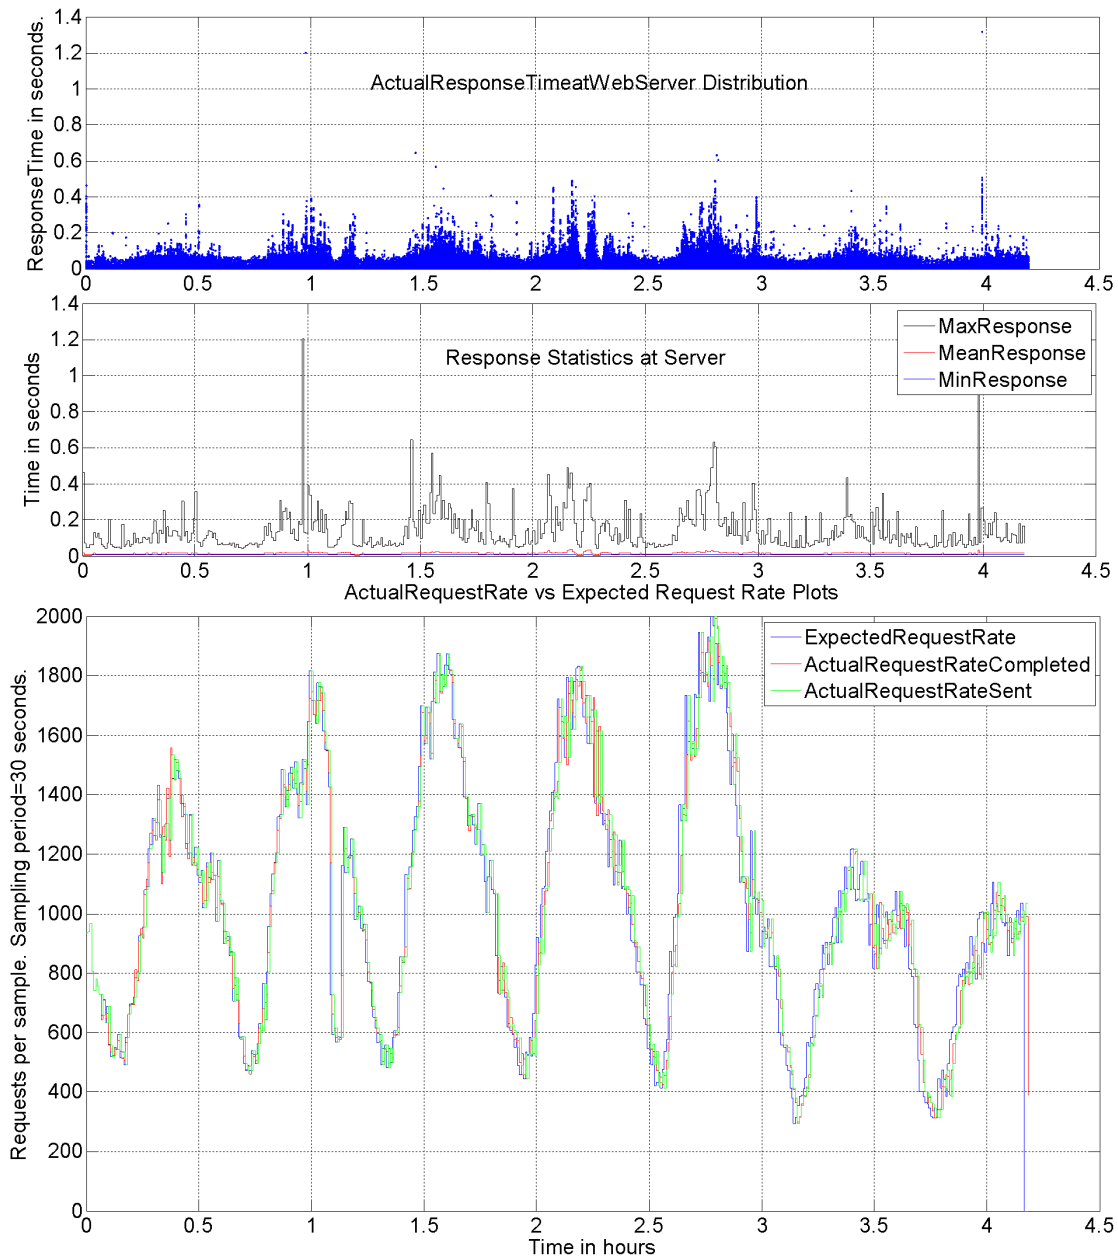 1.4
1.2
1
0.8
0.6
0.4
0.2
0
ResponseTime in seconds.
ActualResponseTimeatWebServer Distribution
0 0.5 1 1.5 2 2.5 3 3.5 4 4.5
1.4
1.2
1
0.8
0.6
0.4
0.2
0
Time in seconds
Response Statistics at Server
MaxResponse
MeanResponse
MinResponse
0 0.5 1 1.5 2 2.5 3 3.5 4 4.5
ActualRequestRate vs Expected Request Rate Plots
2000
1800
1600
1400
1200
1000
800
600
400
200
0
Requests per sample. Sampling period=30 seconds.
ExpectedRequestRate
ActualRequestRateCompleted
ActualRequestRateSent
0 0.5 1 1.5 2 2.5 3 3.5 4 4.5
Time in hours